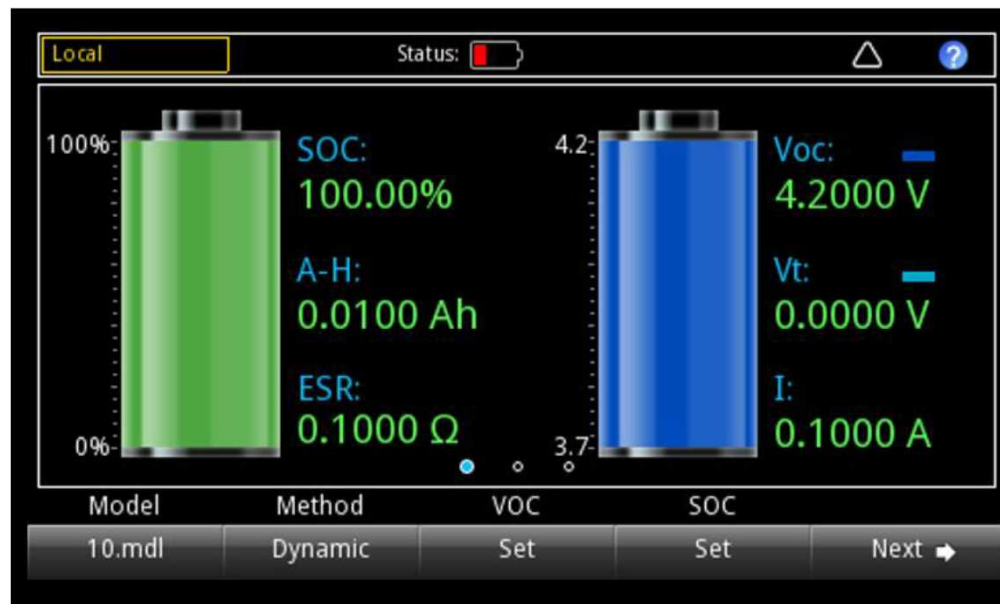 Local Status: ?
100% SOC: 4.2 Voc:
100.00% 4.2000 V
A-H: Vt:
0.0100 Ah 0.0000 V
ESR: I:
0.1000 Ω 0.1000 A
0% 3.7
Model Method VOC SOC
10.mdl Dynamic Set Set Next